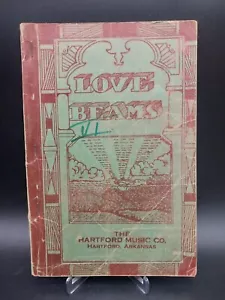 LOVE
BEAMS
THE
HARTFORD MUSIC CO.
HARTFORD, ARKANSAS